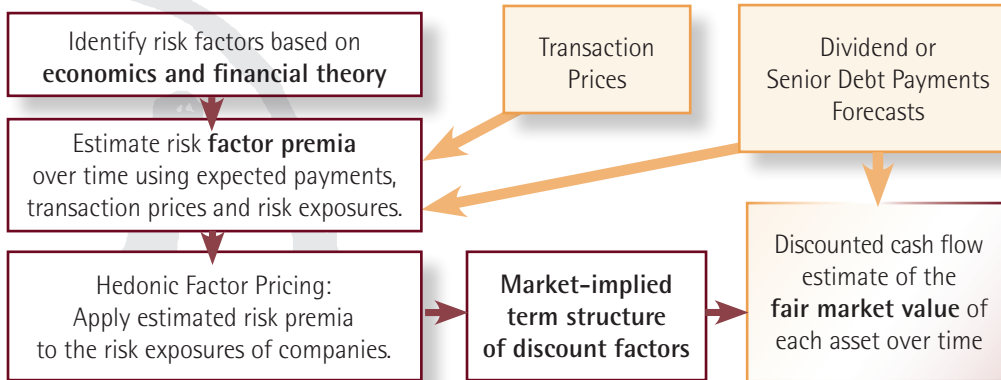 Identify risk factors based on
economics and financial theory
Transaction
Prices
Dividend or
Senior Debt Payments
Forecasts
Estimate risk factor premia
over time using expected payments,
transaction prices and risk exposures.
Hedonic Factor Pricing:
Apply estimated risk premia
to the risk exposures of companies.
Market-implied
term structure
of discount factors
Discounted cash flow
estimate of the
fair market value of
each asset over time